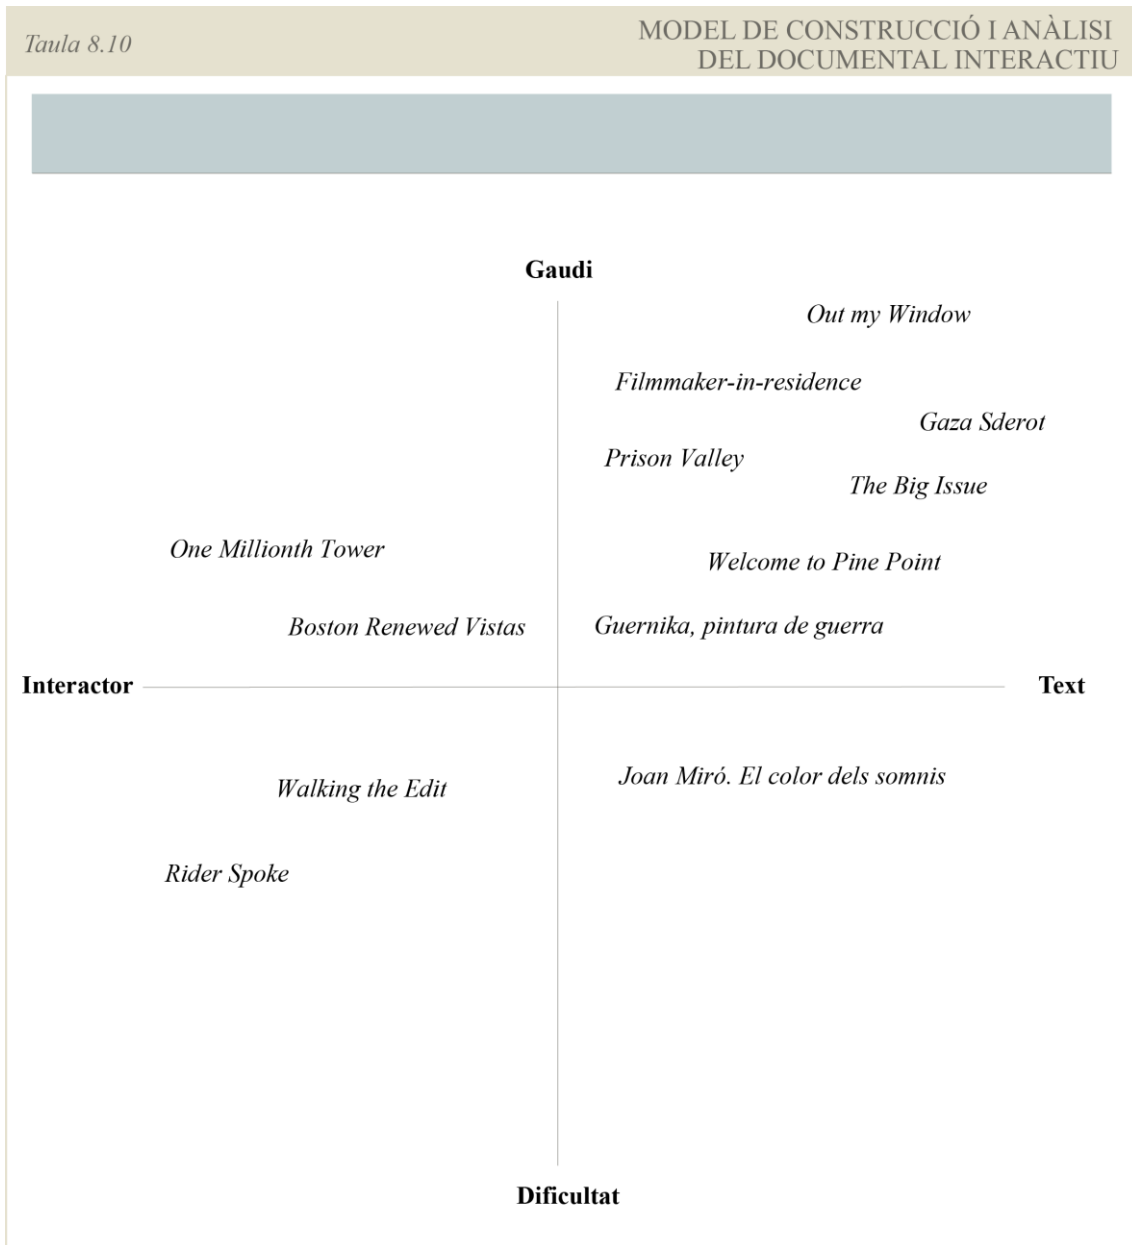 Taula 8.10
MODEL DE CONSTRUCCIÓ I ANÀLISI
DEL DOCUMENTAL INTERACTIU
Gaudi
Out my Window
Filmmaker-in-residence
Gaza Sderot
Prison Valley
The Big Issue
One Millionth Tower
Welcome to Pine Point
Boston Renewed Vistas
Guernika, pintura de guerra
Interactor
Text
Walking the Edit
Joan Miró. El color dels somnis
Rider Spoke
Dificultat